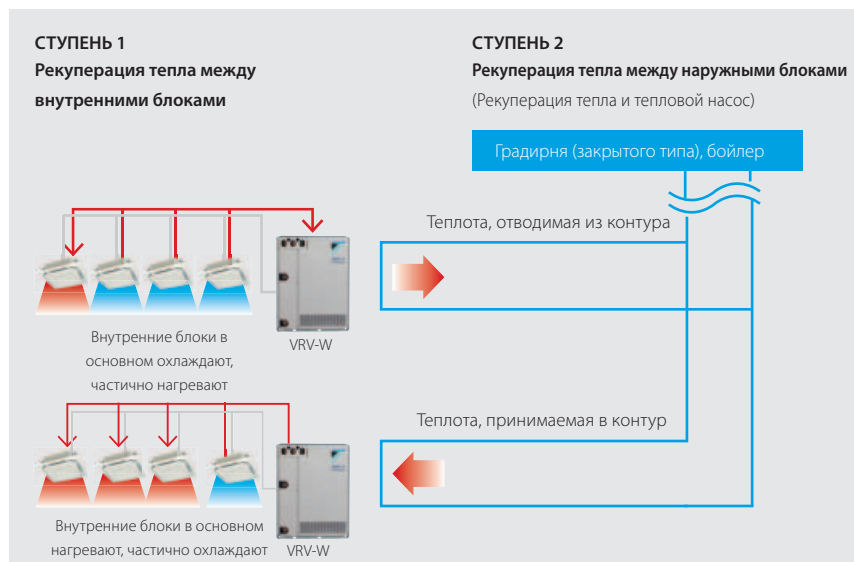 СТУПЕНЬ 1
Рекуперация тепла между
внутренними блоками
СТУПЕНЬ 2
Рекуперация тепла между наружными блоками
(Рекуперация тепла и тепловой насос)
Градирня (закрытого типа), бойлер
Теплота, отводимая из контура
Внутренние блоки в
основном охлаждают,
частично нагревают
VRV-W
Теплота, принимаемая в контур
Внутренние блоки в основном
нагревают, частично охлаждают
VRV-W